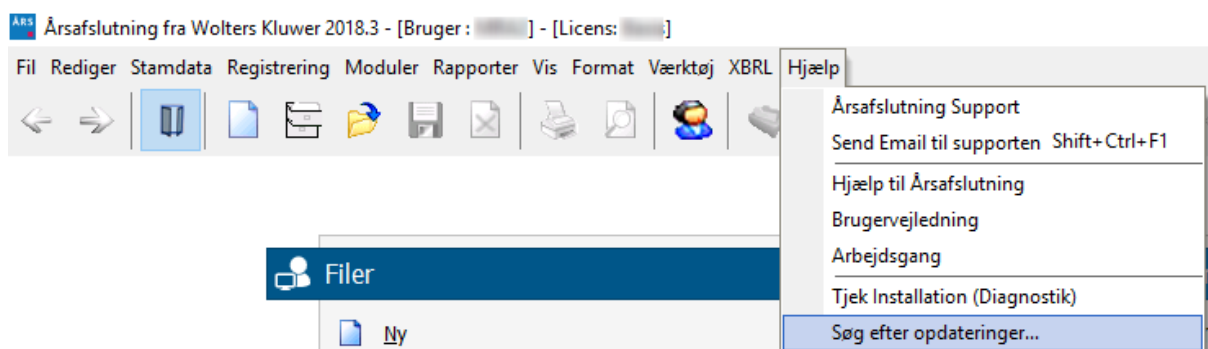 ÅRS Årsafslutning fra Wolters Kluwer 2018.3 - [Bruger : ] - [Licens: ]
Fil Rediger Stamdata Registrering Moduler Rapporter Vis Format Værktøj XBRL Hjælp
Årsafslutning Support
Send Email til supporten Shift+Ctrl+F1
Hjælp til Årsafslutning
Brugervejledning
Arbejdsgang
Filer
Tjek Installation (Diagnostik)
Ny
Søg efter opdateringer...